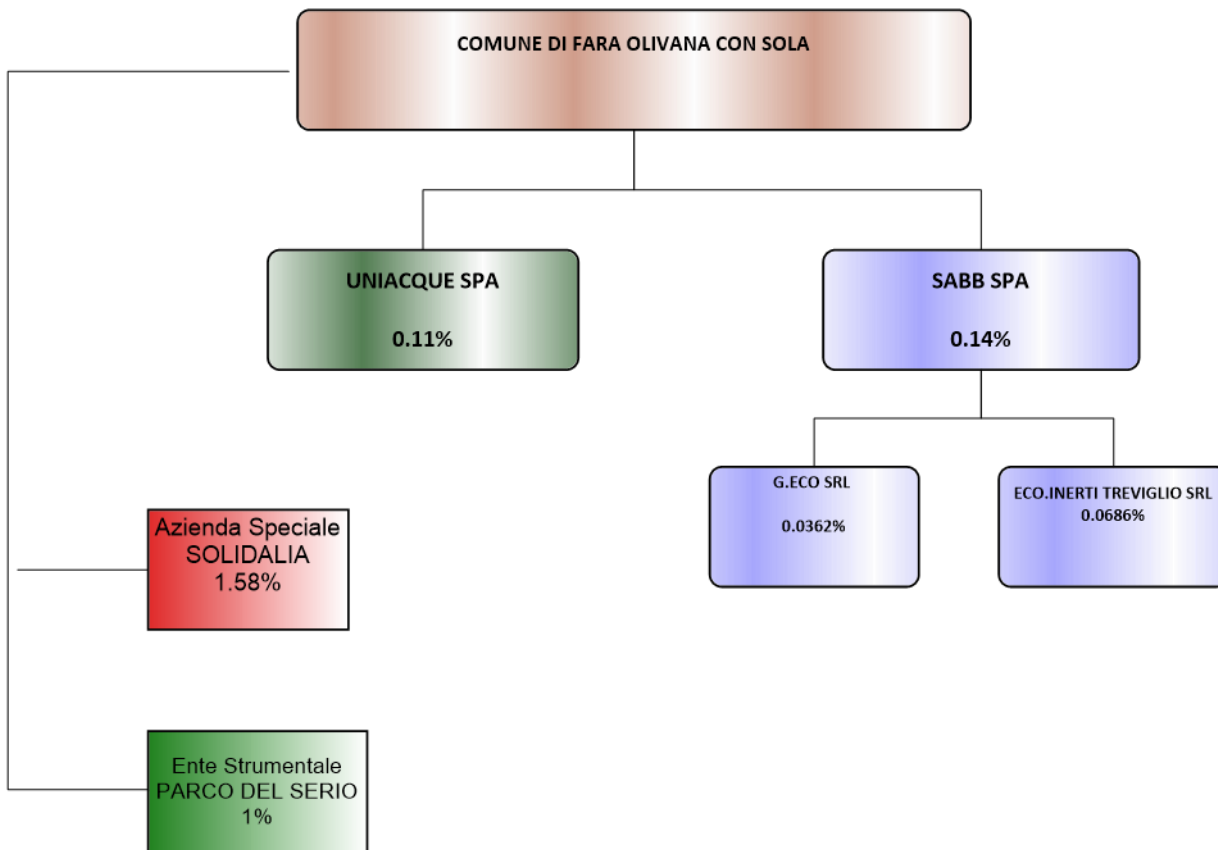 COMUNE DI FARA OLIVANA CON SOLA
UNIACQUE SPA
0.11%
SABB SPA
0.14%
G.ECO SRL
0.0362%
ECO.INERTI TREVIGLIO SRL
0.0686%
Azienda Speciale
SOLIDALIA
1.58%
Ente Strumentale
PARCO DEL SERIO
1%